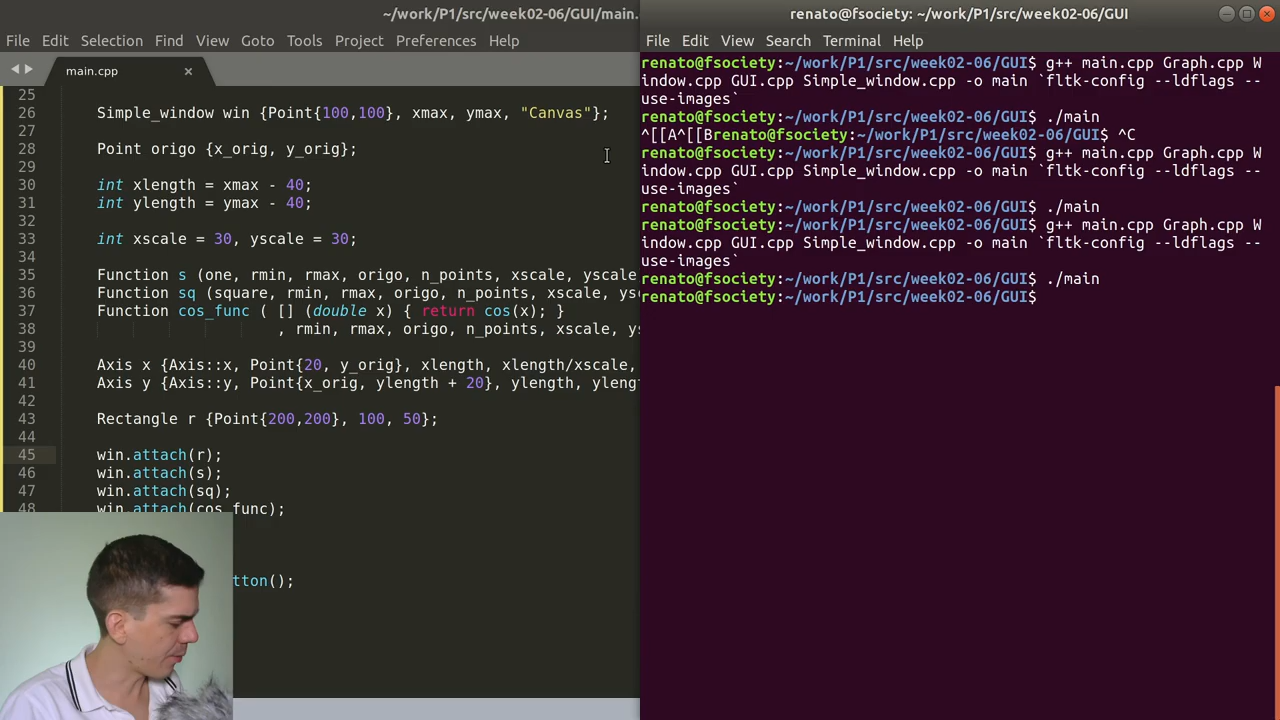 ~/work/P1/src/week02-06/GUI/main.
File Edit Selection Find View Goto Tools Project Preferences Help
main.cpp ×
25
26 Simple_window win {Point{100,100}, xmax, ymax, "Canvas"};
27
28 Point origo {x_orig, y_orig};
29
30 int xlength = xmax - 40;
31 int ylength = ymax - 40;
32
33 int xscale = 30, yscale = 30;
34
35 Function s (one, rmin, rmax, origo, n_points, xscale, yscale
36 Function sq (square, rmin, rmax, origo, n_points, xscale, ys
37 Function cos_func ( [] (double x) { return cos(x); }
38 , rmin, rmax, origo, n_points, xscale, ys
39
40 Axis x {Axis::x, Point{20, y_orig}, xlength, xlength/xscale,
41 Axis y {Axis::y, Point{x_orig, ylength + 20}, ylength, yleng
42
43 Rectangle r {Point{200,200}, 100, 50};
44
45 win.attach(r);
46 win.attach(s);
47 win.attach(sq);
48 win.attach(cos_func);
tton();
renato@fsociety: ~/work/P1/src/week02-06/GUI
File Edit View Search Terminal Help
renato@fsociety:~/work/P1/src/week02-06/GUI$ g++ main.cpp Graph.cpp W
indow.cpp GUI.cpp Simple_window.cpp -o main `fltk-config --ldflags --
use-images`
renato@fsociety:~/work/P1/src/week02-06/GUI$ ./main
^[[A^[[Brenato@fsociety:~/work/P1/src/week02-06/GUI$ ^C
renato@fsociety:~/work/P1/src/week02-06/GUI$ g++ main.cpp Graph.cpp W
indow.cpp GUI.cpp Simple_window.cpp -o main `fltk-config --ldflags --
use-images`
renato@fsociety:~/work/P1/src/week02-06/GUI$ ./main
renato@fsociety:~/work/P1/src/week02-06/GUI$ g++ main.cpp Graph.cpp W
indow.cpp GUI.cpp Simple_window.cpp -o main `fltk-config --ldflags --
use-images`
renato@fsociety:~/work/P1/src/week02-06/GUI$ ./main
renato@fsociety:~/work/P1/src/week02-06/GUI$